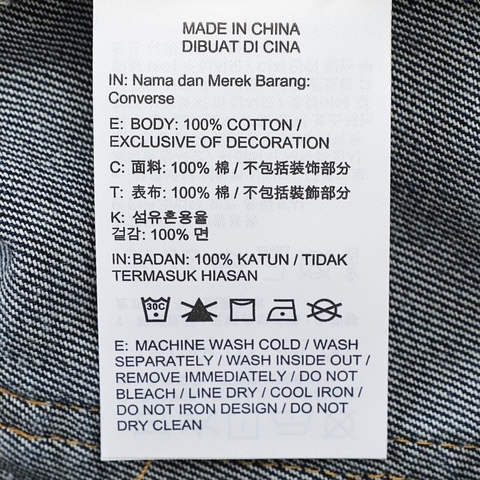 MADE IN CHINA
DIBUAT DI CINA
IN: Nama dan Merek Barang:
Converse
E: BODY: 100% COTTON /
EXCLUSIVE OF DECORATION
C: 面料: 100% 棉 / 不包括装饰部分
T: 表布: 100% 棉 / 不包括裝飾部分
K: 섬유혼용율
겉감: 100% 면
IN:BADAN: 100% KATUN / TIDAK
TERMASUK HIASAN
30C
E: MACHINE WASH COLD / WASH
SEPARATELY / WASH INSIDE OUT /
REMOVE IMMEDIATELY / DO NOT
BLEACH / LINE DRY / COOL IRON /
DO NOT IRON DESIGN / DO NOT
DRY CLEAN